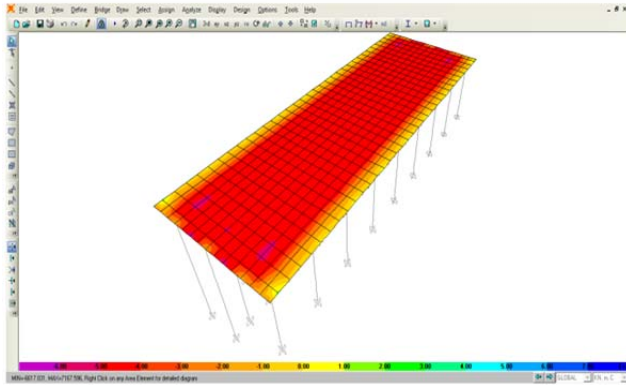 File Edit View Define Bridge Draw Select Assign Analyze Display Design Options Tools Help
-6.00 -5.00 -4.00 -3.00 -2.00 -1.00 0.00 1.00 2.00 3.00 4.00 5.00 6.00 7.00
Right Click on any Area Element for detailed diagram
GLOBAL